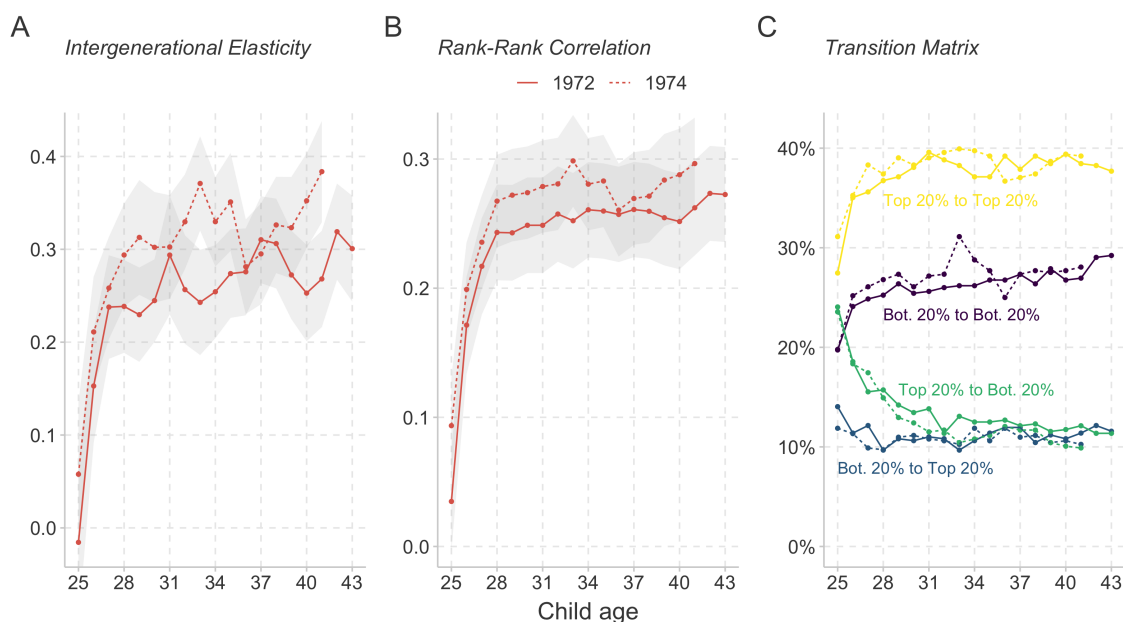 A
Intergenerational Elasticity
B
Rank-Rank Correlation
C
Transition Matrix
1972
1974
0.4
0.3
0.2
0.1
0.0
25 28 31 34 37 40 43
0.3
0.2
0.1
0.0
25 28 31 34 37 40 43
Child age
40%
30%
20%
10%
0%
Top 20% to Top 20%
Bot. 20% to Bot. 20%
Top 20% to Bot. 20%
Bot. 20% to Top 20%
25 28 31 34 37 40 43